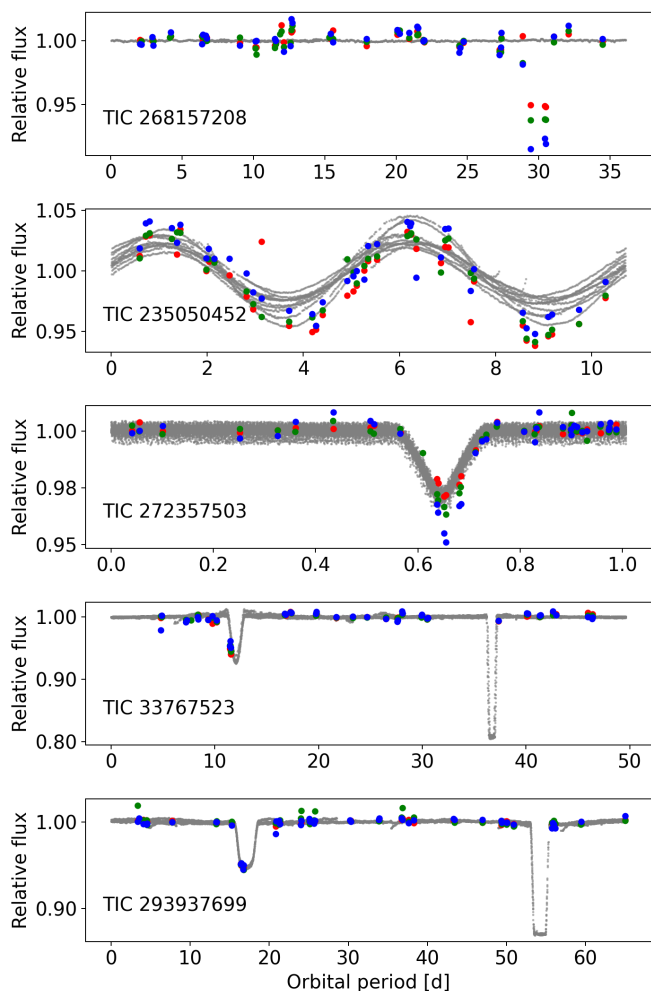 1.00
0.95
Relative flux
TIC 268157208
0 5 10 15 20 25 30 35
1.05
1.00
0.95
Relative flux
TIC 235050452
0 2 4 6 8 10
1.00
0.98
0.95
Relative flux
TIC 272357503
0.0 0.2 0.4 0.6 0.8 1.0
1.00
0.90
0.80
Relative flux
TIC 33767523
0 10 20 30 40 50
1.00
0.90
Relative flux
TIC 293937699
0 10 20 30 40 50 60
Orbital period [d]